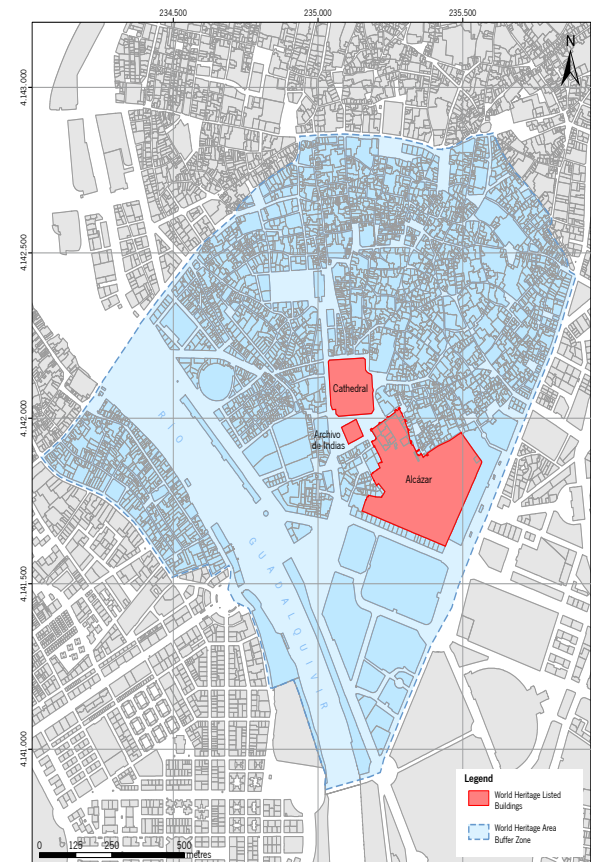 234.500
235.000
235.500
N
4.143.000
4.142.500
4.142.000
4.141.500
4.141.000
Cathedral
Archivo
de Indias
Alcázar
RIO
GUADALQUIVIR
Legend
World Heritage Listed
Buildings
World Heritage Area
Buffer Zone
0 125 250 500
metres